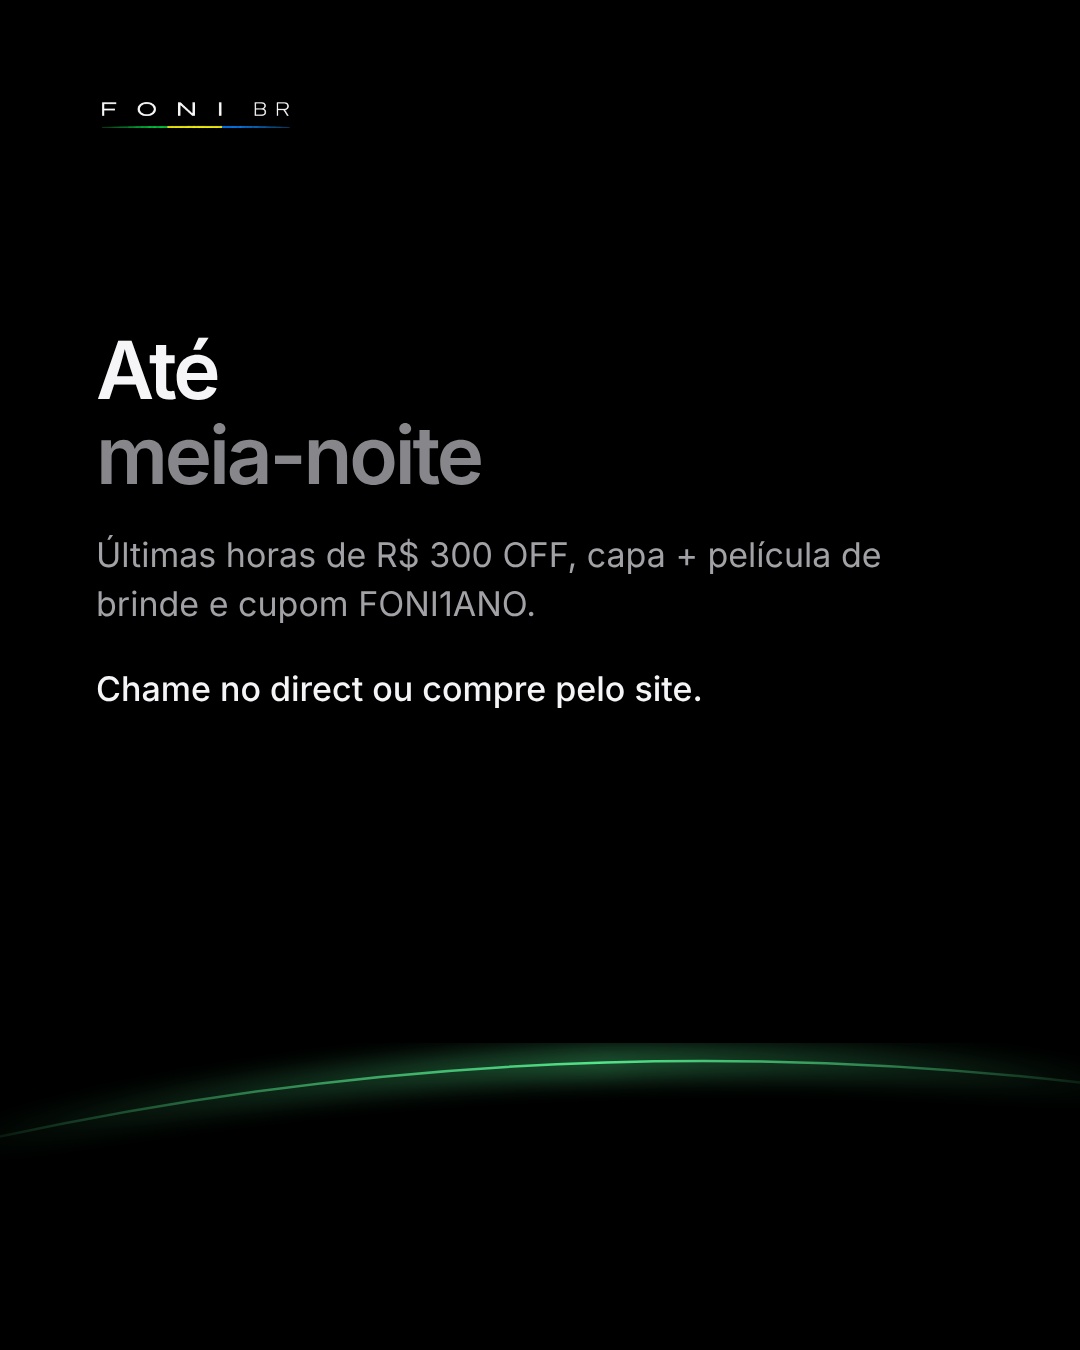 FONI BR
Até
meia-noite
Últimas horas de R$ 300 OFF, capa + película de
brinde e cupom FONI1ANO.
Chame no direct ou compre pelo site.